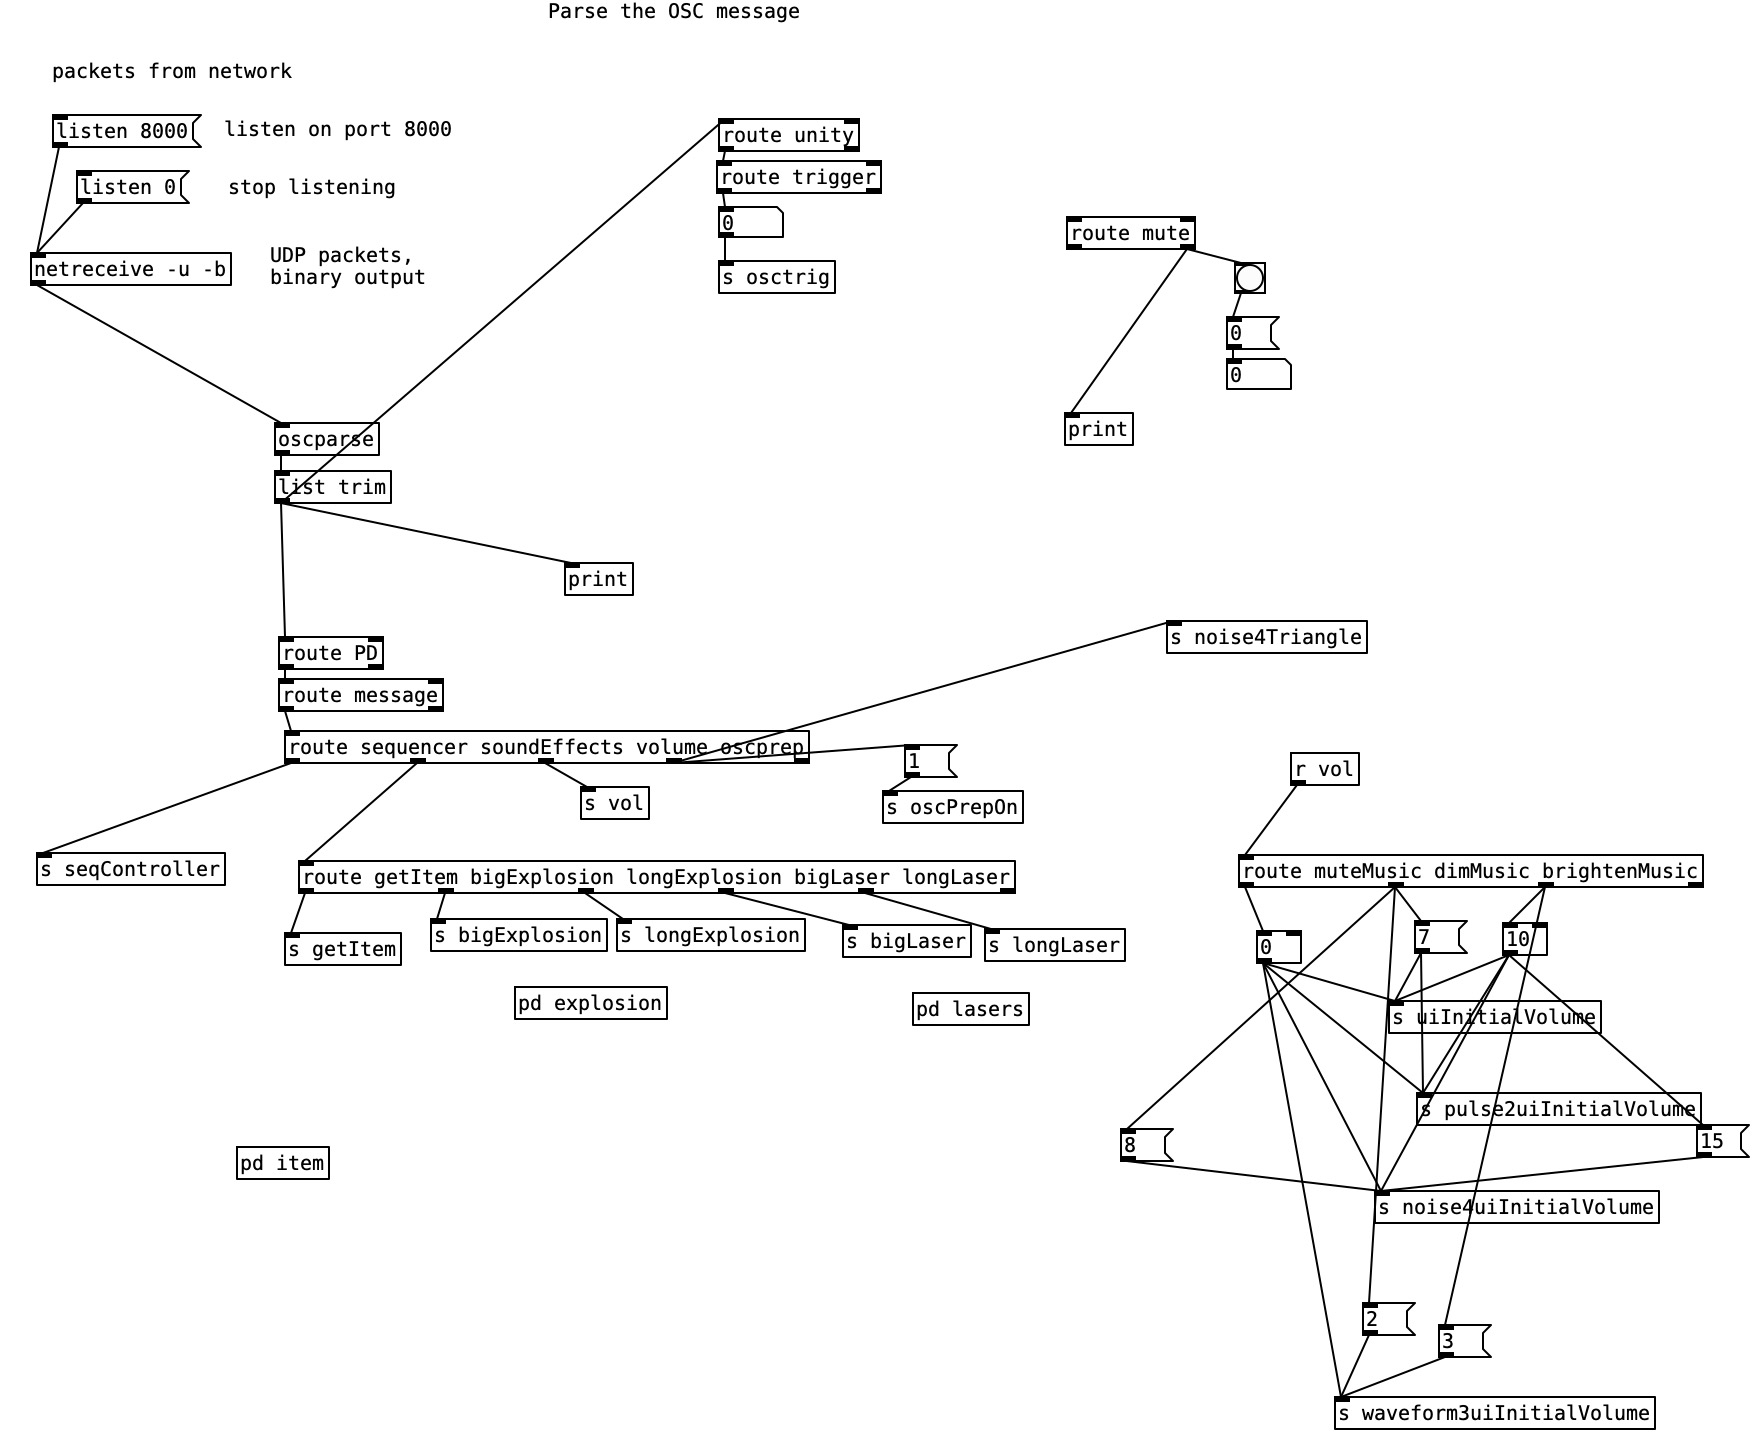 Parse the OSC message
packets from network
listen 8000
listen on port 8000
route unity
listen 0
stop listening
route trigger
0
route mute
netreceive -u -b
UDP packets,
binary output
s osctrig
0
0
oscparse
print
list trim
print
s noise4Triangle
route PD
route message
route sequencer soundEffects volume oscprep
1
r vol
s vol
s oscPrepOn
s seqController
route getItem bigExplosion longExplosion bigLaser longLaser
route muteMusic dimMusic brightenMusic
s getItem
s bigExplosion
s longExplosion
s bigLaser
s longLaser
0
7
10
pd explosion
pd lasers
s uiInitialVolume
s pulse2uiInitialVolume
8
15
pd item
s noise4uiInitialVolume
2
3
s waveform3uiInitialVolume